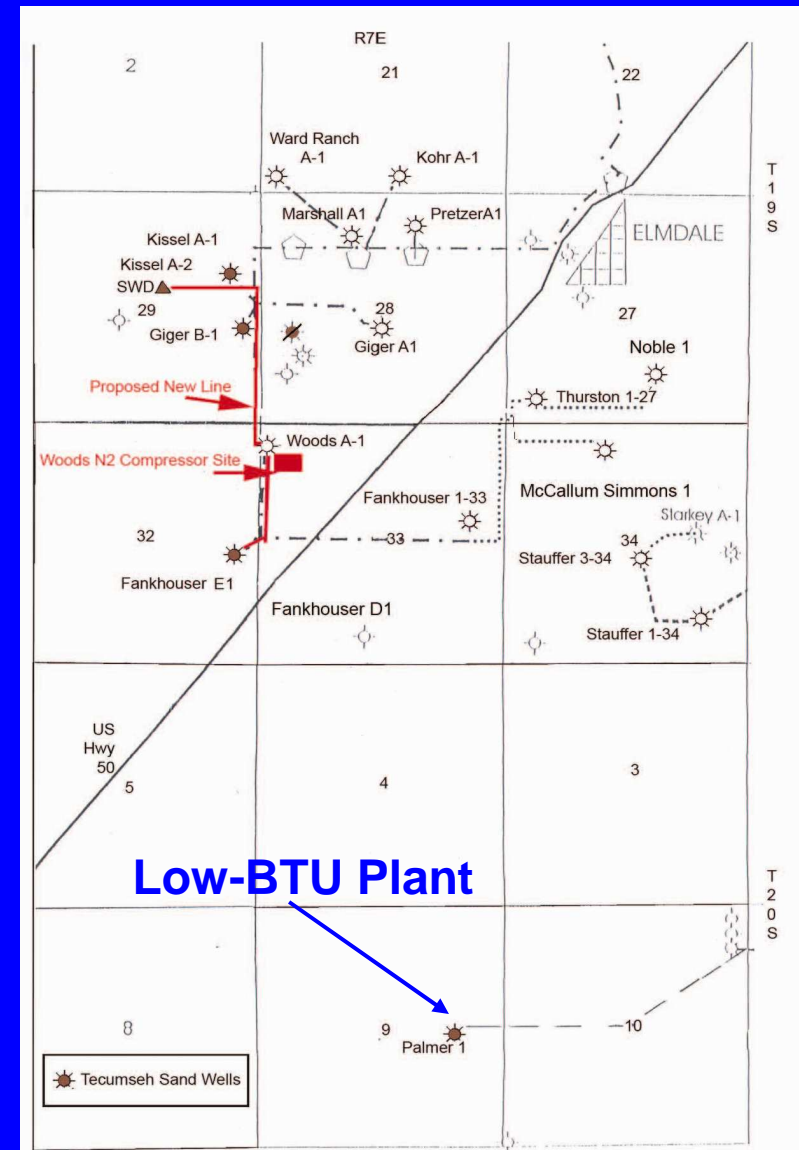 R7E
2
21
22
Ward Ranch
A-1
Kohr A-1
T
1
9
S
Marshall A1
PretzerA1
ELMDALE
Kissel A-1
Kissel A-2
SWD
29
28
27
Giger B-1
Giger A1
Noble 1
Proposed New Line
Thurston 1-27
Woods A-1
Woods N2 Compressor Site
Fankhouser 1-33
McCallum Simmons 1
Starkey A-1
32
33
34
Stauffer 3-34
Fankhouser E1
Fankhouser D1
Stauffer 1-34
US
Hwy
50
5
4
3
Low-BTU Plant
T
2
0
S
8
9
10
Palmer 1
Tecumseh Sand Wells